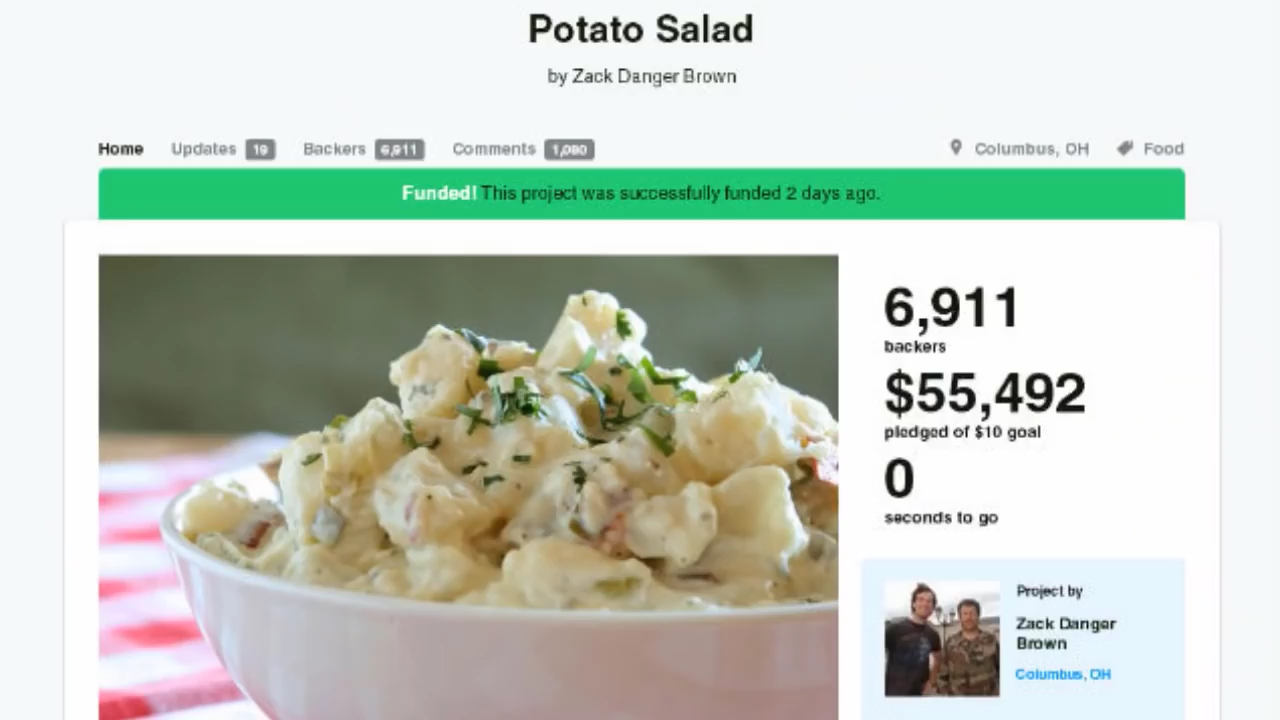 Potato Salad
by Zack Danger Brown
Home Updates 19 Backers 6,911 Comments 1,080 Columbus, OH Food
Funded! This project was successfully funded 2 days ago.
6,911
backers
$55,492
pledged of $10 goal
0
seconds to go
Project by
Zack Danger
Brown
Columbus, OH